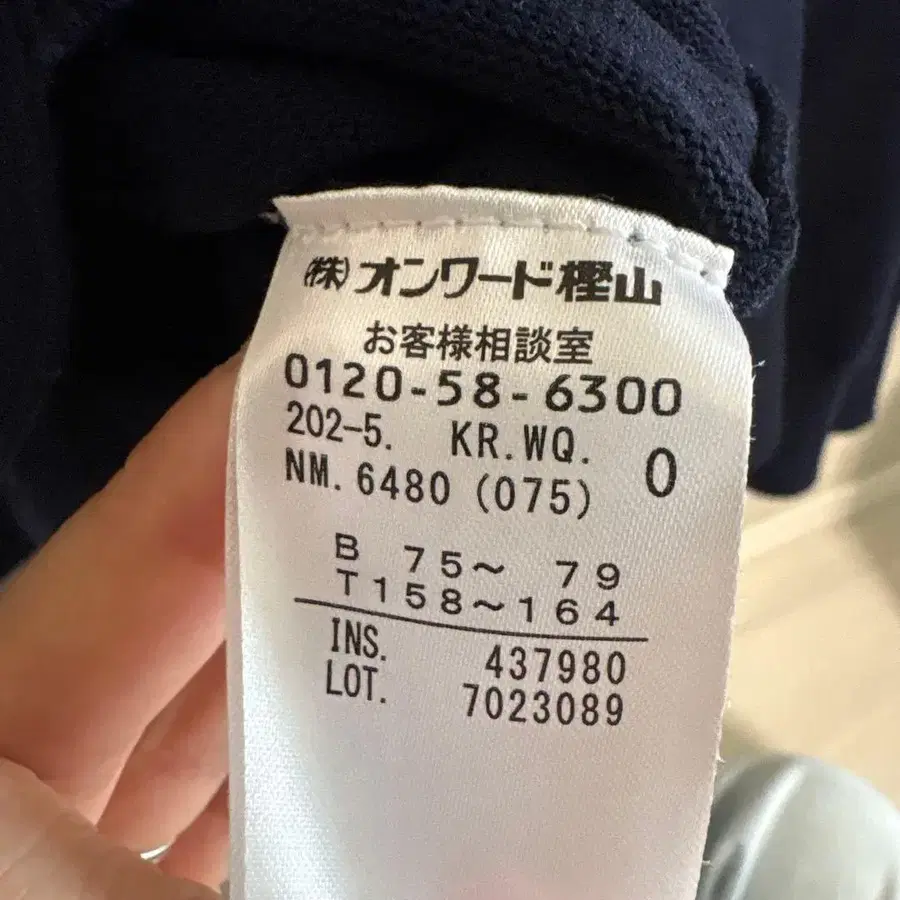 ㈱オンワード樫山
お客様相談室
0120-58-6300
202-5. KR.WQ. 0
NM. 6480 (075)
B 75〜 79
T158〜164
INS. 437980
LOT. 7023089